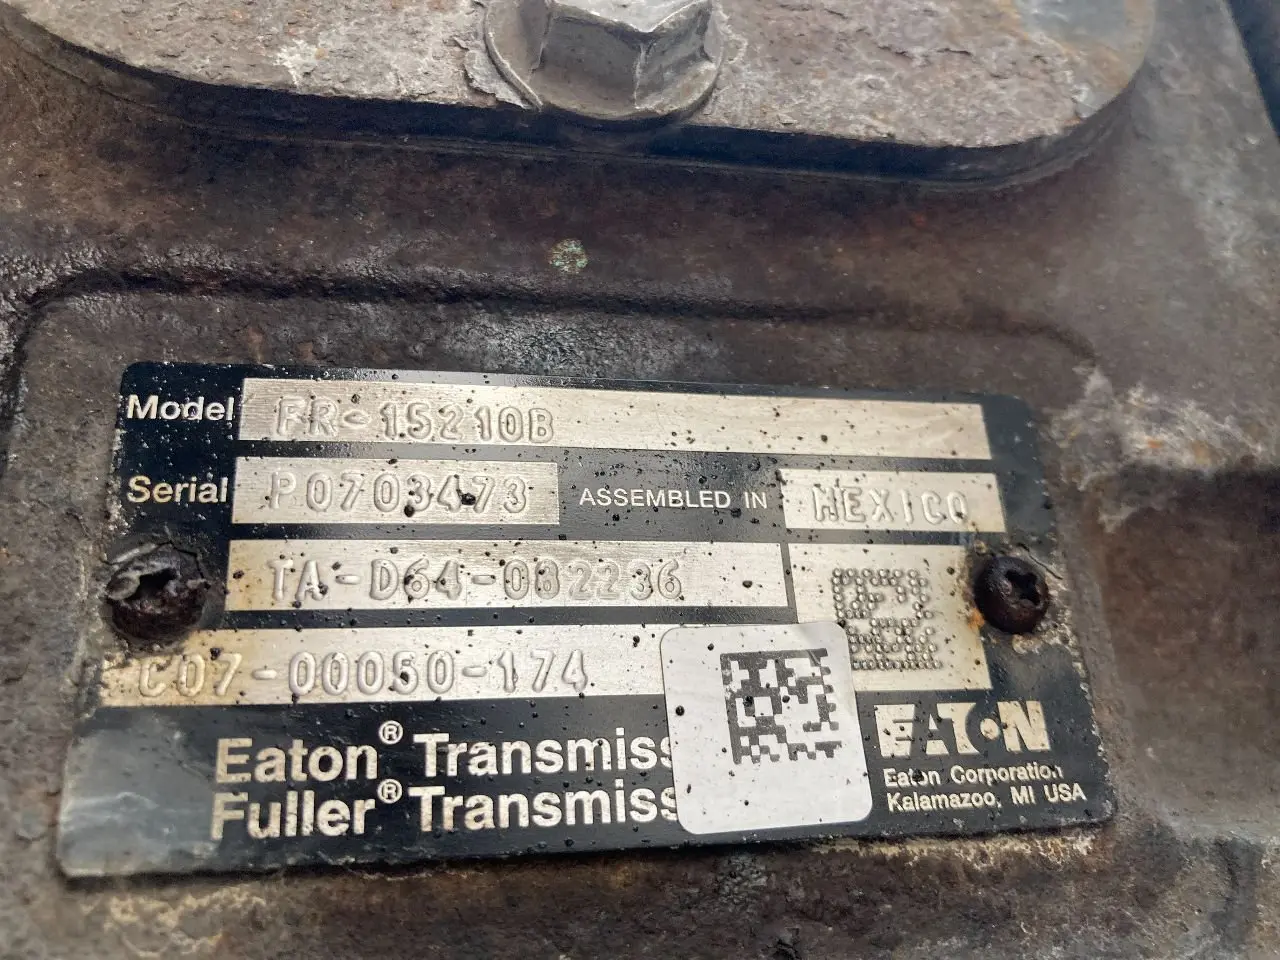 Model FR-15210B
Serial P0703473 ASSEMBLED IN MEXICO
TA-D64-082236
C07-00050-174
Eaton® Transmiss
Fuller® Transmiss
EATON
Eaton Corporation
Kalamazoo, MI USA